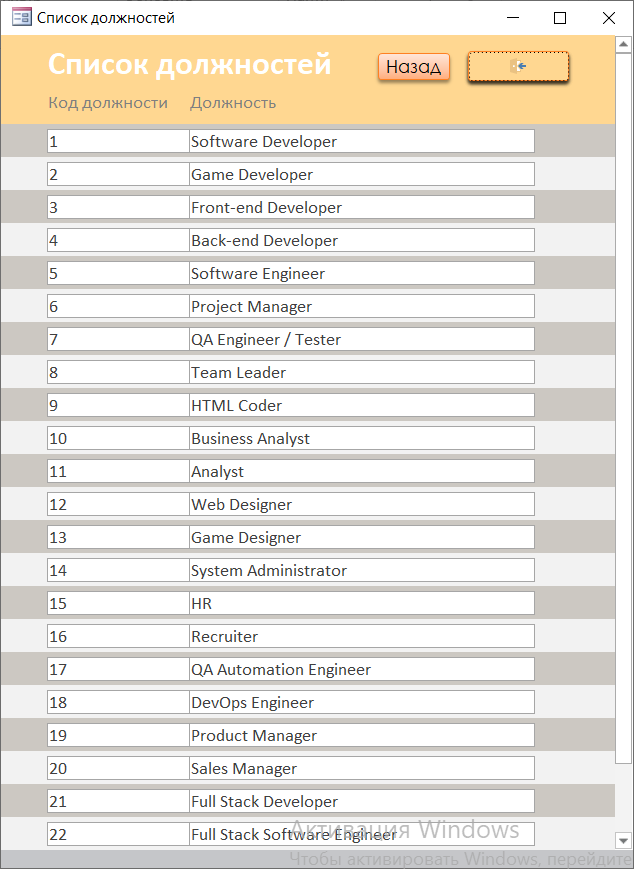 Список должностей
Список должностей
Назад
Код должности Должность
1 Software Developer
2 Game Developer
3 Front-end Developer
4 Back-end Developer
5 Software Engineer
6 Project Manager
7 QA Engineer / Tester
8 Team Leader
9 HTML Coder
10 Business Analyst
11 Analyst
12 Web Designer
13 Game Designer
14 System Administrator
15 HR
16 Recruiter
17 QA Automation Engineer
18 DevOps Engineer
19 Product Manager
20 Sales Manager
21 Full Stack Developer
22 Full Stack Software Engineer
Активация Windows
Чтобы активировать Windows, перейдите